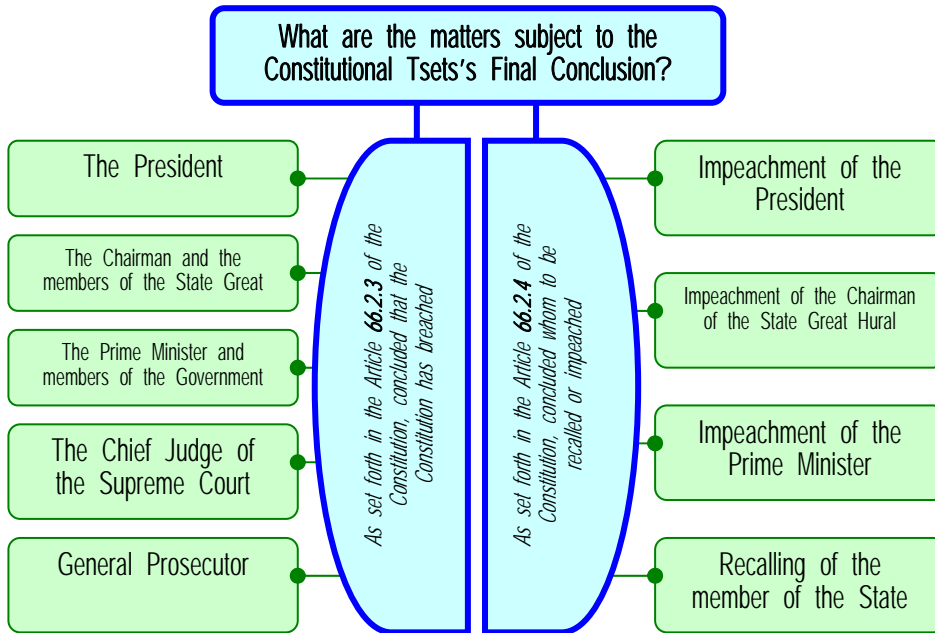 What are the matters subject to the
Constitutional Tsets's Final Conclusion?
The President
The Chairman and the
members of the State Great
The Prime Minister and
members of the Government
The Chief Judge of
the Supreme Court
General Prosecutor
As set forth in the Article 66.2.3 of the
Constitution, concluded that the
Constitution has breached
As set forth in the Article 66.2.4 of the
Constitution, concluded whom to be
recalled or impeached
Impeachment of the
President
Impeachment of the Chairman
of the State Great Hural
Impeachment of the
Prime Minister
Recalling of the
member of the State